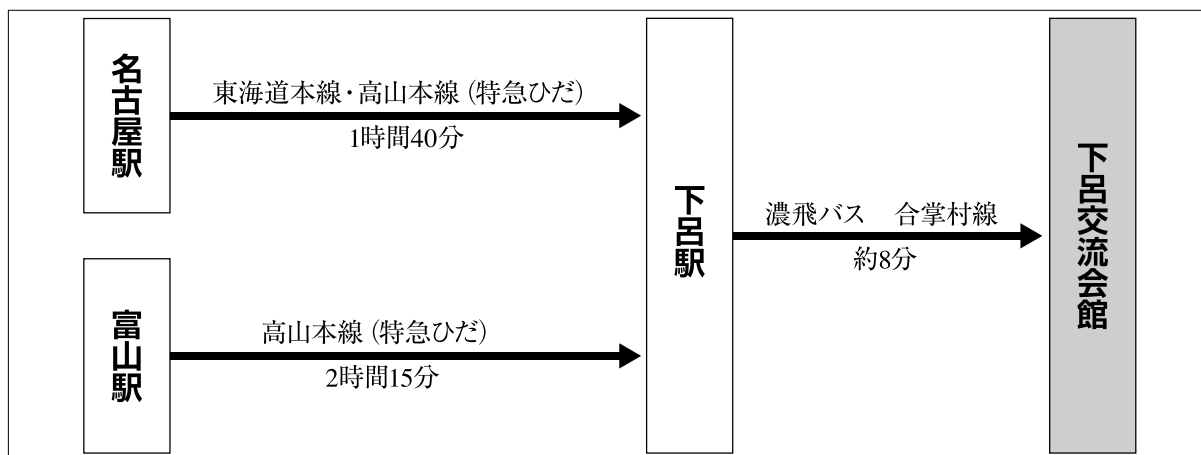 名古屋駅
東海道本線・高山本線（特急ひだ）
1時間40分
富山駅
高山本線（特急ひだ）
2時間15分
下呂駅
濃飛バス　合掌村線
約8分
下呂交流会館